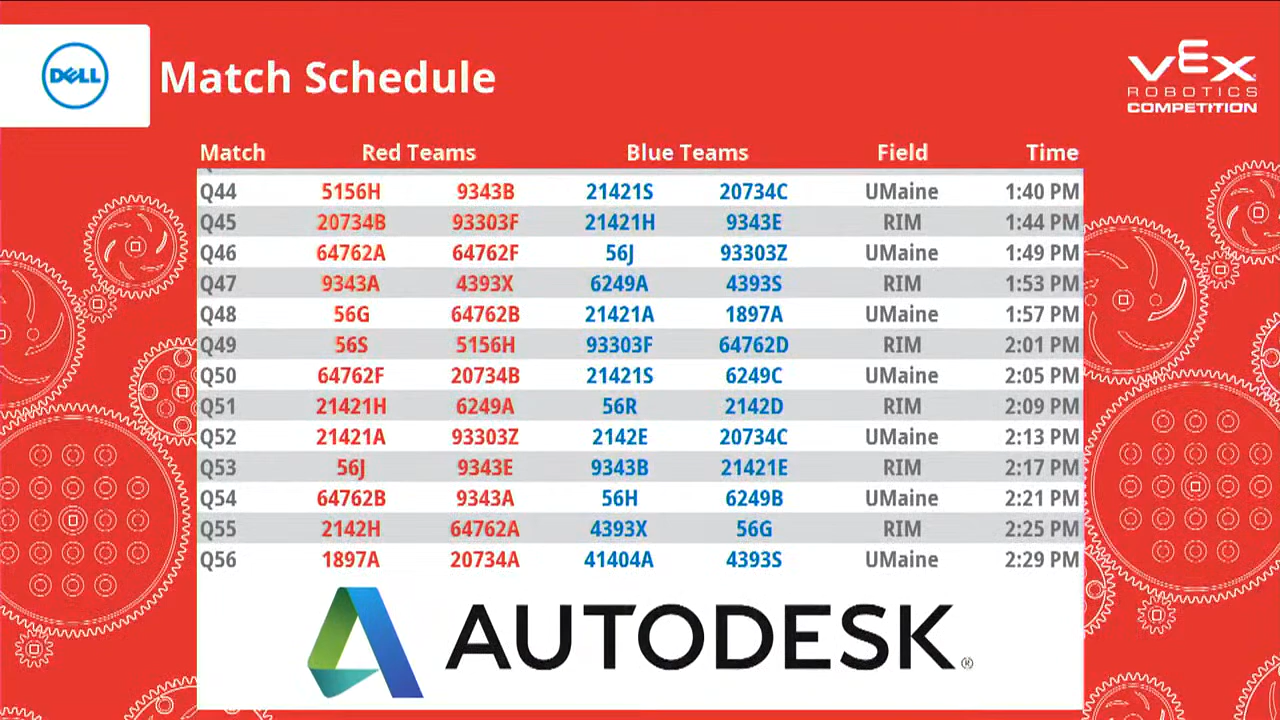 DELL
Match Schedule
VEX
ROBOTICS
COMPETITION
Match Red Teams Blue Teams Field Time
Q44 5156H 9343B 21421S 20734C UMaine 1:40 PM
Q45 20734B 93303F 21421H 9343E RIM 1:44 PM
Q46 64762A 64762F 56J 93303Z UMaine 1:49 PM
Q47 9343A 4393X 6249A 4393S RIM 1:53 PM
Q48 56G 64762B 21421A 1897A UMaine 1:57 PM
Q49 56S 5156H 93303F 64762D RIM 2:01 PM
Q50 64762F 20734B 21421S 6249C UMaine 2:05 PM
Q51 21421H 6249A 56R 2142D RIM 2:09 PM
Q52 21421A 93303Z 2142E 20734C UMaine 2:13 PM
Q53 56J 9343E 9343B 21421E RIM 2:17 PM
Q54 64762B 9343A 56H 6249B UMaine 2:21 PM
Q55 2142H 64762A 4393X 56G RIM 2:25 PM
Q56 1897A 20734A 41404A 4393S UMaine 2:29 PM
AUTODESK®